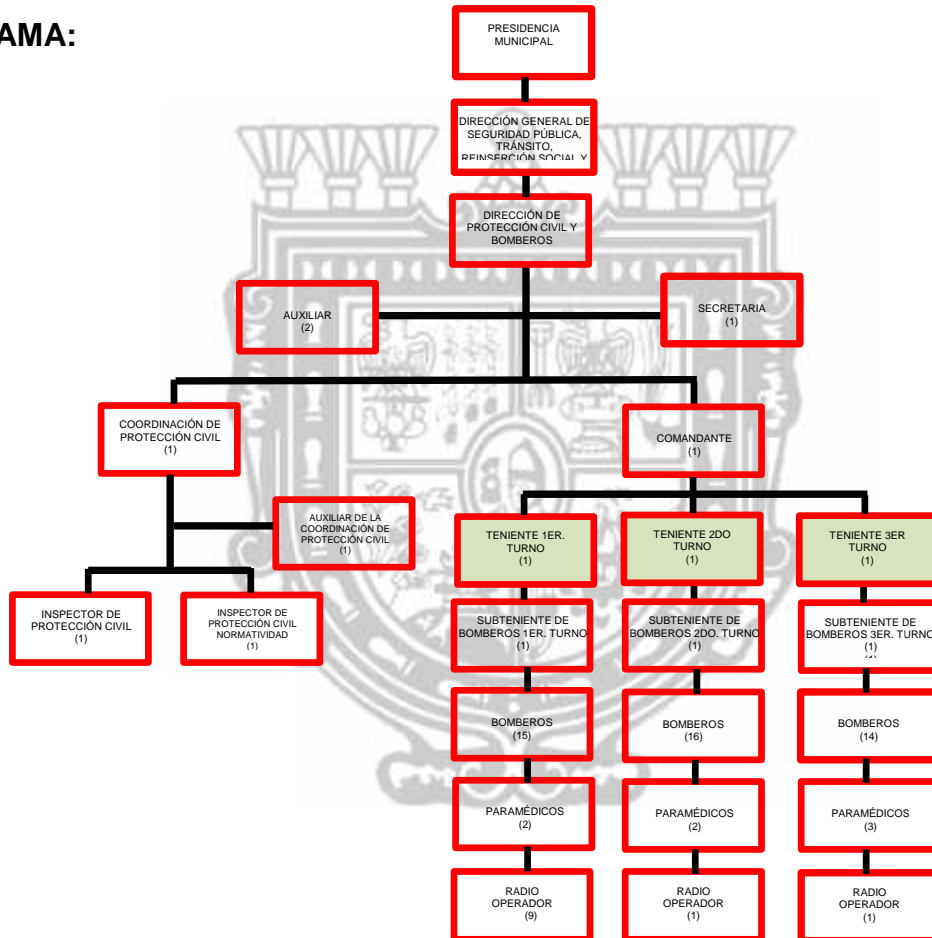 AMA:
PRESIDENCIA
MUNICIPAL
DIRECCIÓN GENERAL DE
SEGURIDAD PÚBLICA,
TRÁNSITO,
REINSERCIÓN SOCIAL Y
DIRECCIÓN DE
PROTECCIÓN CIVIL Y
BOMBEROS
AUXILIAR
(2)
SECRETARIA
(1)
COORDINACIÓN DE
PROTECCIÓN CIVIL
(1)
COMANDANTE
(1)
AUXILIAR DE LA
COORDINACIÓN DE
PROTECCIÓN CIVIL
(1)
INSPECTOR DE
PROTECCIÓN CIVIL
(1)
INSPECTOR DE
PROTECCIÓN CIVIL
NORMATIVIDAD
(1)
TENIENTE 1ER.
TURNO
(1)
TENIENTE 2DO
TURNO
(1)
TENIENTE 3ER
TURNO
(1)
SUBTENIENTE DE
BOMBEROS 1ER. TURNO
(1)
SUBTENIENTE DE
BOMBEROS 2DO. TURNO
(1)
SUBTENIENTE DE
BOMBEROS 3ER. TURNO
(1)
(1)
BOMBEROS
(15)
BOMBEROS
(16)
BOMBEROS
(14)
PARAMÉDICOS
(2)
PARAMÉDICOS
(2)
PARAMÉDICOS
(3)
RADIO
OPERADOR
(9)
RADIO
OPERADOR
(1)
RADIO
OPERADOR
(1)